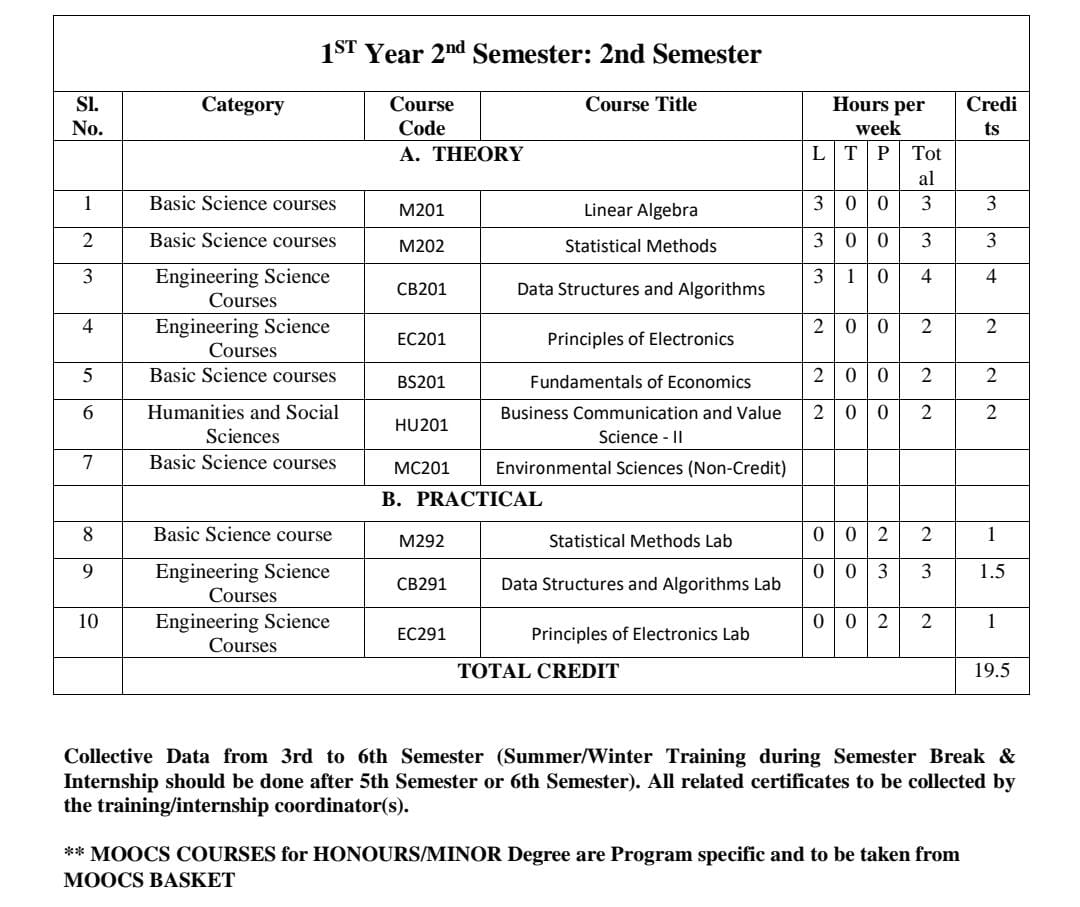 1ST Year 2nd Semester: 2nd Semester
Sl. No. Category Course Code Course Title Hours per week Credi ts
A. THEORY L T P Tot al
1 Basic Science courses M201 Linear Algebra 3 0 0 3 3
2 Basic Science courses M202 Statistical Methods 3 0 0 3 3
3 Engineering Science Courses CB201 Data Structures and Algorithms 3 1 0 4 4
4 Engineering Science Courses EC201 Principles of Electronics 2 0 0 2 2
5 Basic Science courses BS201 Fundamentals of Economics 2 0 0 2 2
6 Humanities and Social Sciences HU201 Business Communication and Value Science - II 2 0 0 2 2
7 Basic Science courses MC201 Environmental Sciences (Non-Credit)
B. PRACTICAL
8 Basic Science course M292 Statistical Methods Lab 0 0 2 2 1
9 Engineering Science Courses CB291 Data Structures and Algorithms Lab 0 0 3 3 1.5
10 Engineering Science Courses EC291 Principles of Electronics Lab 0 0 2 2 1
TOTAL CREDIT 19.5
Collective Data from 3rd to 6th Semester (Summer/Winter Training during Semester Break &
Internship should be done after 5th Semester or 6th Semester). All related certificates to be collected by
the training/internship coordinator(s).
** MOOCS COURSES for HONOURS/MINOR Degree are Program specific and to be taken from
MOOCS BASKET